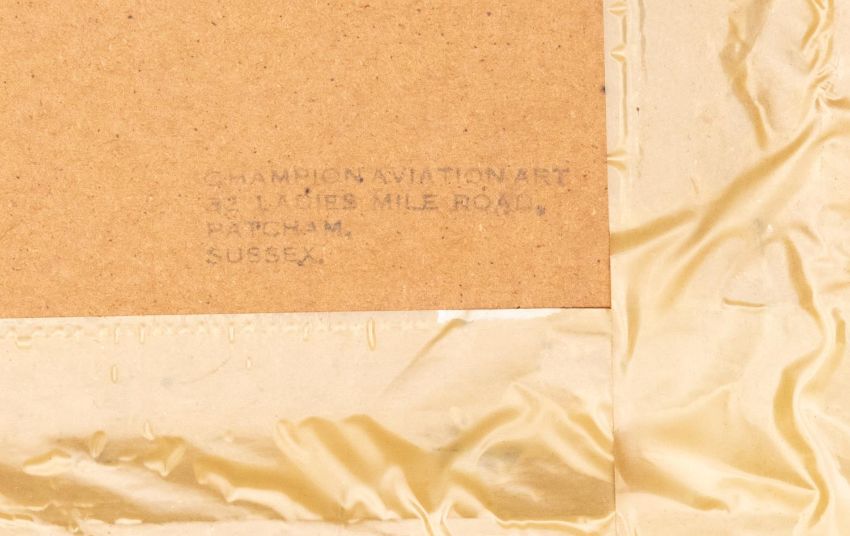 CHAMPION AVIATION ART
32 LADIES MILE ROAD,
PATCHAM,
SUSSEX.